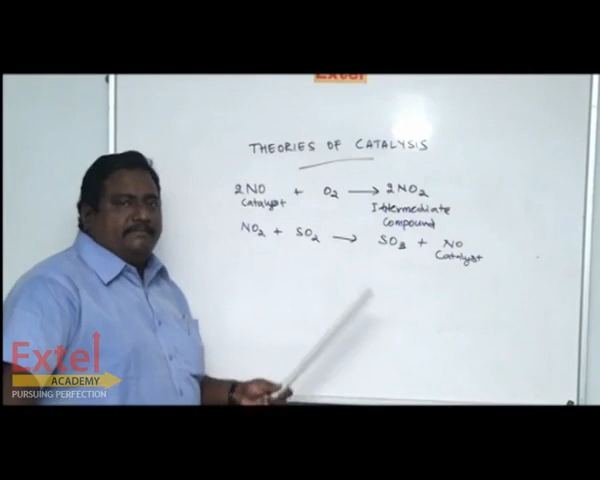 Extel
THEORIES OF CATALYSIS
2NO + O2 → 2NO2
Catalyst Intermediate
Compound
NO2 + SO2 → SO3 + NO
Catalyst
Extel
ACADEMY
PURSUING PERFECTION